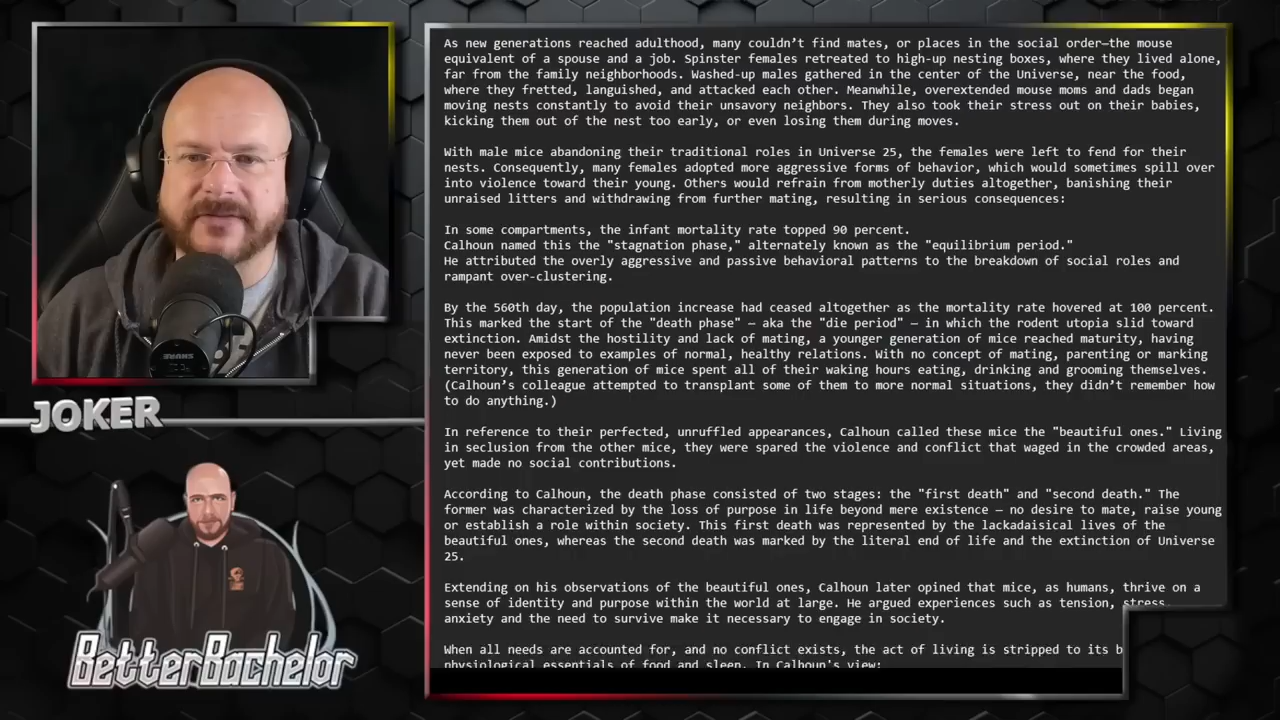 As new generations reached adulthood, many couldn’t find mates, or places in the social order—the mouse
equivalent of a spouse and a job. Spinster females retreated to high-up nesting boxes, where they lived alone,
far from the family neighborhoods. Washed-up males gathered in the center of the Universe, near the food,
where they fretted, languished, and attacked each other. Meanwhile, overextended mouse moms and dads began
moving nests constantly to avoid their unsavory neighbors. They also took their stress out on their babies,
kicking them out of the nest too early, or even losing them during moves.
With male mice abandoning their traditional roles in Universe 25, the females were left to fend for their
nests. Consequently, many females adopted more aggressive forms of behavior, which would sometimes spill over
into violence toward their young. Others would refrain from motherly duties altogether, banishing their
unraised litters and withdrawing from further mating, resulting in serious consequences:
In some compartments, the infant mortality rate topped 90 percent.
Calhoun named this the "stagnation phase," alternately known as the "equilibrium period."
He attributed the overly aggressive and passive behavioral patterns to the breakdown of social roles and
rampant over-clustering.
By the 560th day, the population increase had ceased altogether as the mortality rate hovered at 100 percent.
This marked the start of the "death phase" — aka the "die period" — in which the rodent utopia slid toward
extinction. Amidst the hostility and lack of mating, a younger generation of mice reached maturity, having
never been exposed to examples of normal, healthy relations. With no concept of mating, parenting or marking
territory, this generation of mice spent all of their waking hours eating, drinking and grooming themselves.
(Calhoun’s colleague attempted to transplant some of them to more normal situations, they didn’t remember how
to do anything.)
In reference to their perfected, unruffled appearances, Calhoun called these mice the "beautiful ones." Living
in seclusion from the other mice, they were spared the violence and conflict that waged in the crowded areas,
yet made no social contributions.
According to Calhoun, the death phase consisted of two stages: the "first death" and "second death." The
former was characterized by the loss of purpose in life beyond mere existence — no desire to mate, raise young
or establish a role within society. This first death was represented by the lackadaisical lives of the
beautiful ones, whereas the second death was marked by the literal end of life and the extinction of Universe
25.
Extending on his observations of the beautiful ones, Calhoun later opined that mice, as humans, thrive on a
sense of identity and purpose within the world at large. He argued experiences such as tension, stress,
anxiety and the need to survive make it necessary to engage in society.
When all needs are accounted for, and no conflict exists, the act of living is stripped to its b
physiological essentials of food and sleep. In Calhoun's view:
JOKER
BetterBachelor